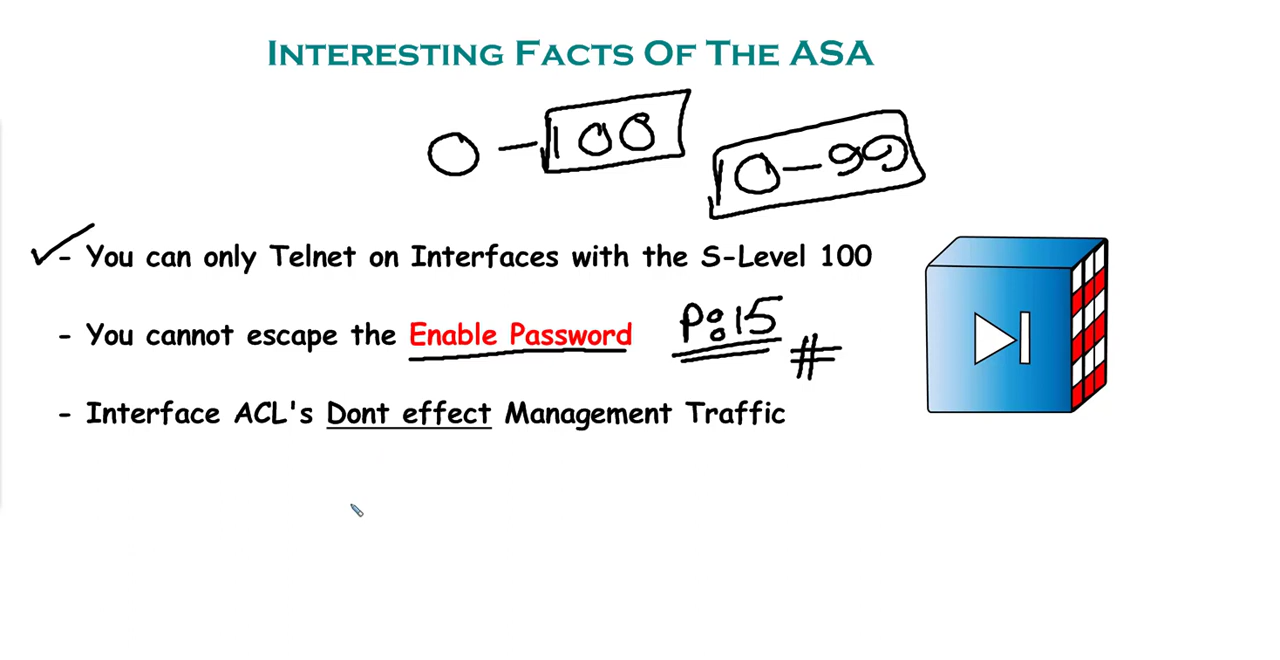 INTERESTING FACTS OF THE ASA
0-100
0-99
- You can only Telnet on Interfaces with the S-Level 100
- You cannot escape the Enable Password
P:15
#
- Interface ACL's Dont effect Management Traffic